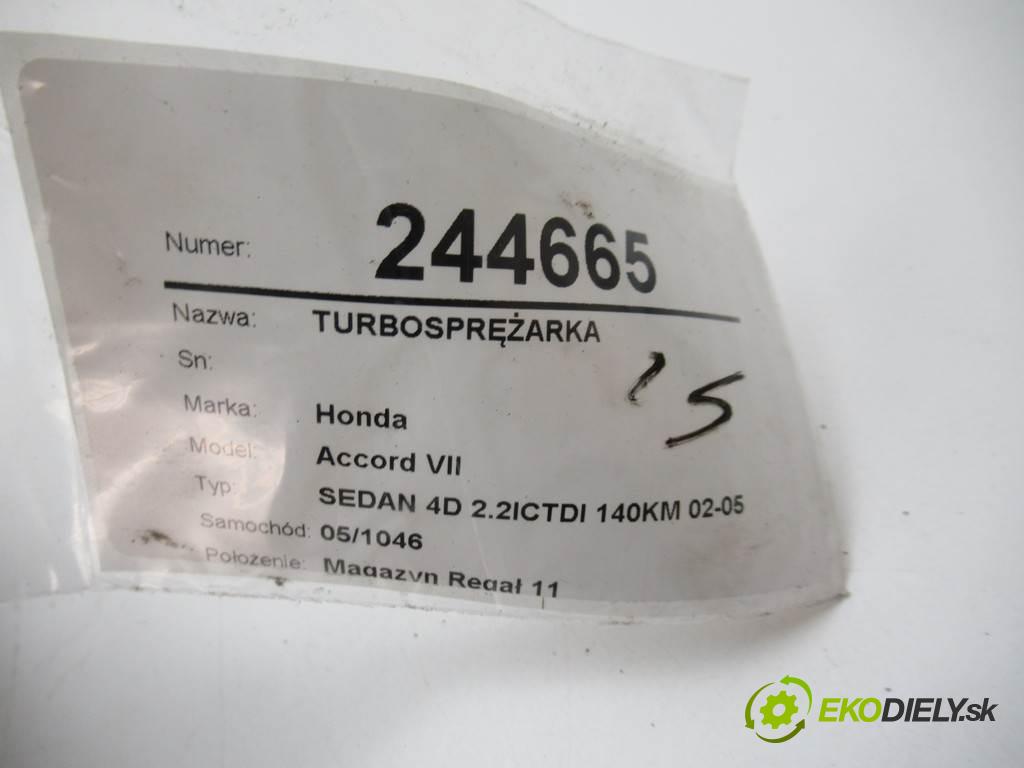 Numer: 244665
Nazwa: TURBOSPRĘŻARKA
Sn:
Marka: Honda
Model: Accord VII
Typ: SEDAN 4D 2.2ICTDI 140KM 02-05
Samochód: 05/1046
Położenie: Magazyn Regał 11
EKODIELY.sk